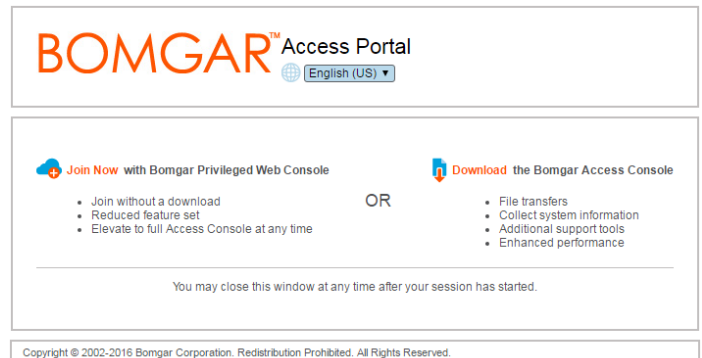 BOMGAR™ Access Portal
English (US) ▼
Join Now with Bomgar Privileged Web Console
• Join without a download
• Reduced feature set
• Elevate to full Access Console at any time
OR
Download the Bomgar Access Console
• File transfers
• Collect system information
• Additional support tools
• Enhanced performance
You may close this window at any time after your session has started.
Copyright © 2002-2016 Bomgar Corporation. Redistribution Prohibited. All Rights Reserved.